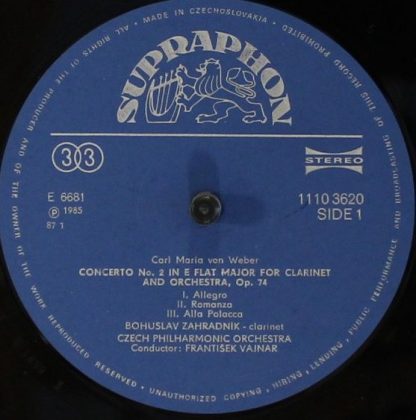 • MADE IN CZECHOSLOVAKIA •
ALL RIGHTS OF THE PRODUCER AND OF THE OWNER OF THE WORK REPRODUCED RESERVED • UNAUTHORIZED COPYING • HIRING • LENDING • PUBLIC PERFORMANCE AND BROADCASTING OF THIS RECORD PROHIBITED
SUPRAPHON
33
STEREO
E 6681
℗ 1985
87 1
1110 3620
SIDE 1
Carl Maria von Weber
CONCERTO No. 2 IN E FLAT MAJOR FOR CLARINET
AND ORCHESTRA, Op. 74
I. Allegro
II. Romanza
III. Alla Polacca
BOHUSLAV ZAHRADNÍK - clarinet
CZECH PHILHARMONIC ORCHESTRA
Conductor: FRANTIŠEK VAJNAR